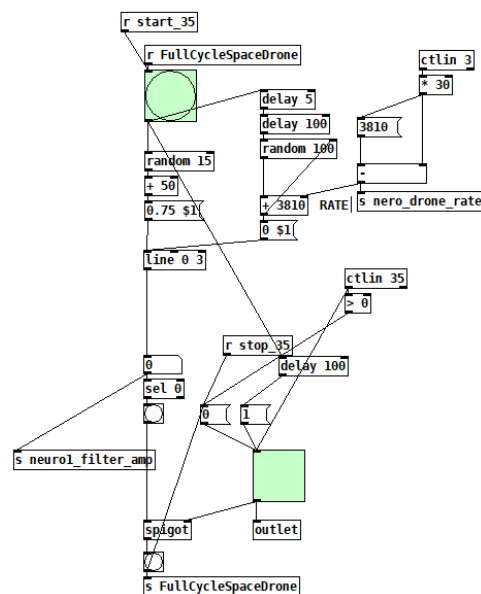 r start_35
r FullCycleSpaceDrone
ctlin 3
* 30
delay 5
delay 100
3810
random 100
random 15
+ 50
-
0.75 $1
+ 3810
RATE
s nero_drone_rate
0 $1
line 0 3
ctlin 35
> 0
r stop_35
delay 100
0
sel 0
0
1
s neuro1_filter_amp
spigot
outlet
s FullCycleSpaceDrone